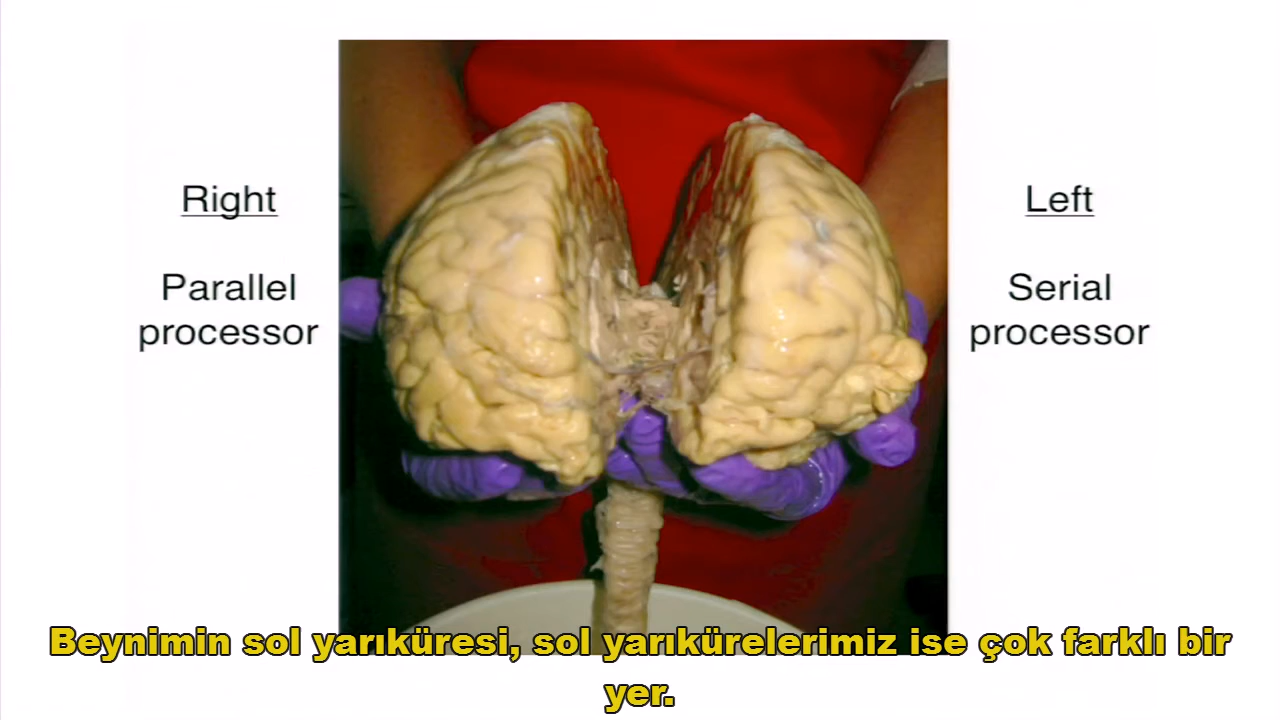 Right
Parallel
processor
Left
Serial
processor
Beynimin sol yarıküresi, sol yarıkürelerimiz ise çok farklı bir
yer.